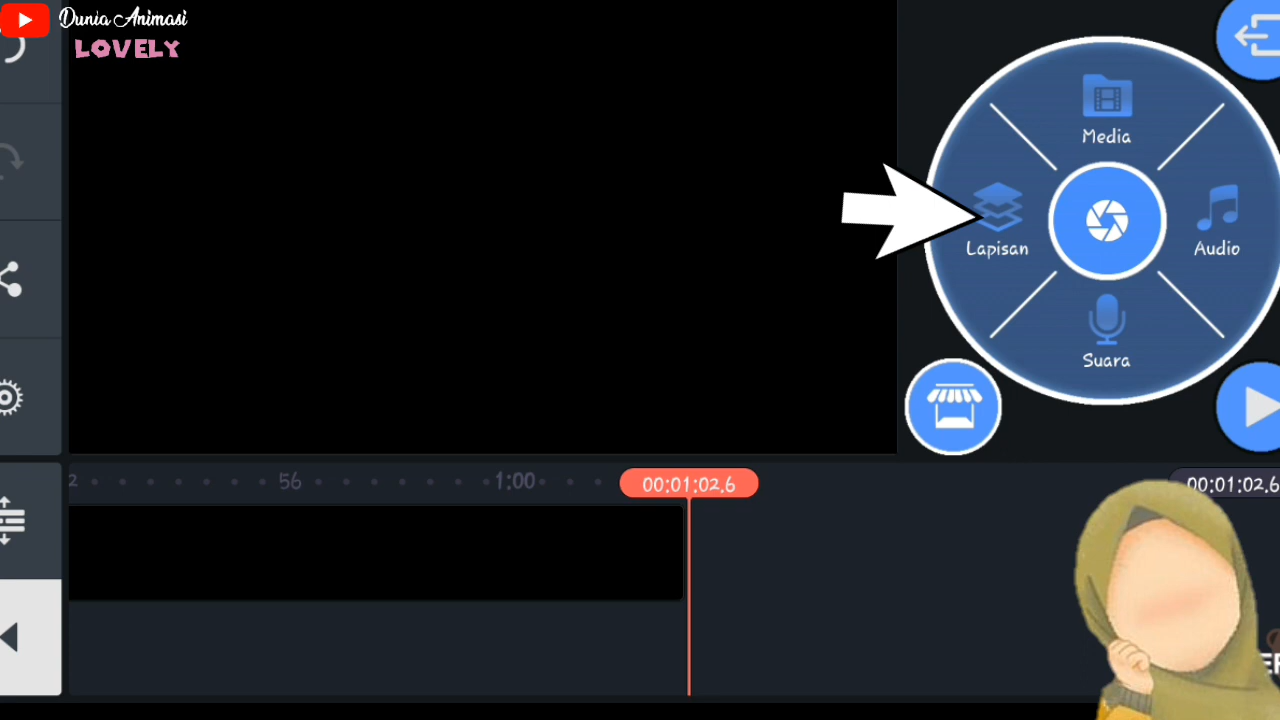 Dunia Animasi
LOVELY
Media
Lapisan
Audio
Suara
56
1:00
00:01:02.6
00:01:02.6